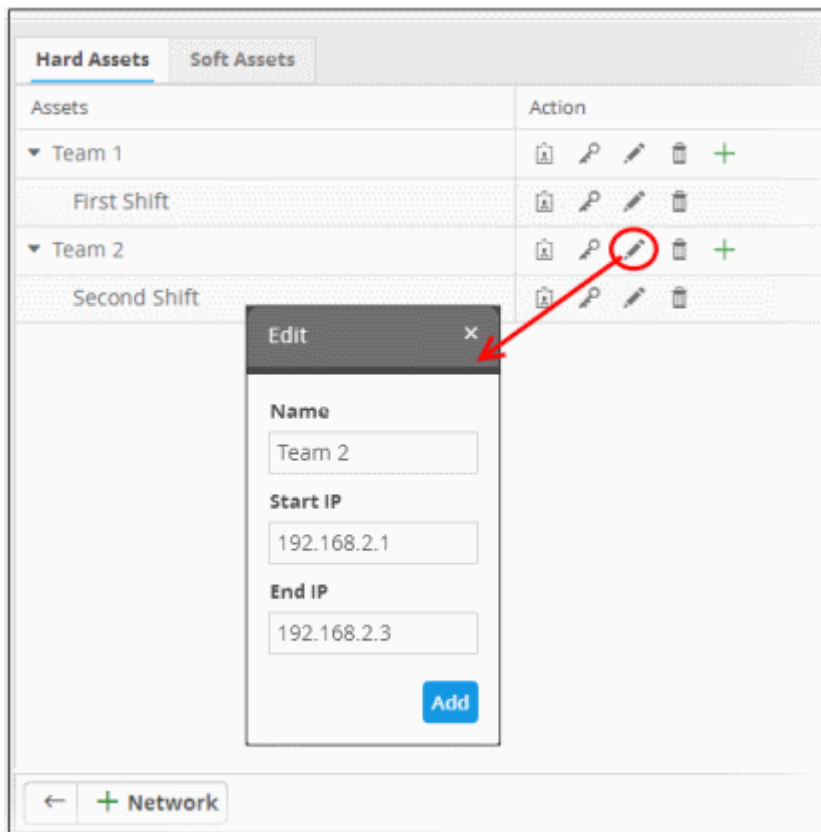 Hard Assets Soft Assets
Assets Action
Team 1
First Shift
Team 2
Second Shift
Edit ×
Name
Team 2
Start IP
192.168.2.1
End IP
192.168.2.3
Add
← + Network